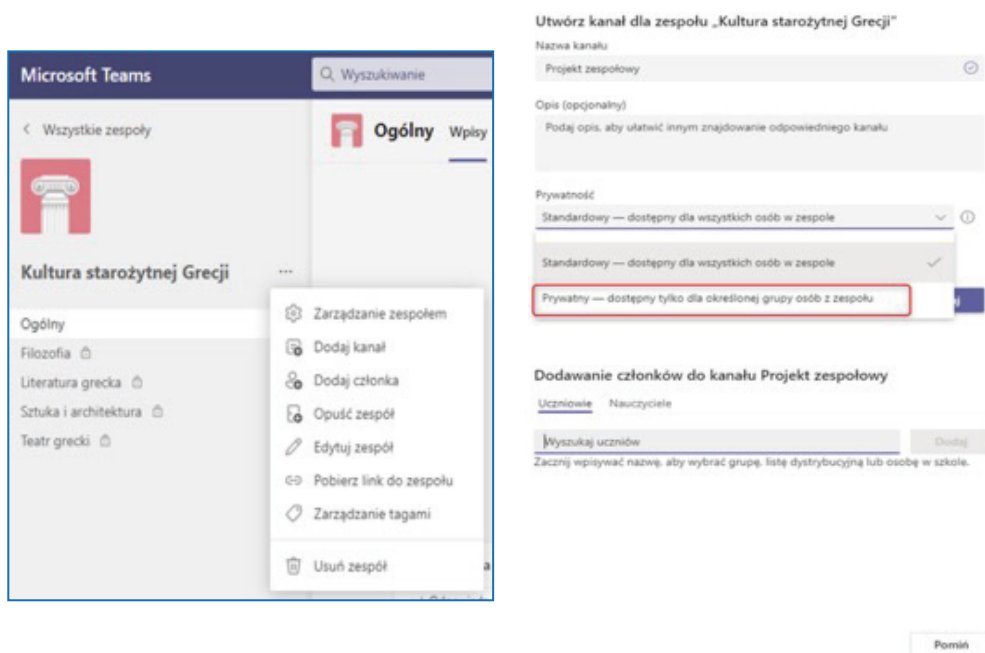 Microsoft Teams
Wyszukiwanie
< Wszystkie zespoły
Ogólny Wpisy
Kultura starożytnej Grecji ...
Ogólny
Filozofia
Literatura grecka
Sztuka i architektura
Teatr grecki
Zarządzanie zespołem
Dodaj kanał
Dodaj członka
Opuść zespół
Edytuj zespół
Pobierz link do zespołu
Zarządzanie tagami
Usuń zespół
Utwórz kanał dla zespołu „Kultura starożytnej Grecji”
Nazwa kanału
Projekt zespołowy
Opis (opcjonalny)
Podaj opis, aby ułatwić innym znajdowanie odpowiedniego kanału
Prywatność
Standardowy — dostępny dla wszystkich osób w zespole
Standardowy — dostępny dla wszystkich osób w zespole
Prywatny — dostępny tylko dla określonej grupy osób z zespołu
Dodawanie członków do kanału Projekt zespołowy
Uczniowie Nauczyciele
Wyszukaj uczniów Dodaj
Zacznij wpisywać nazwę, aby wybrać grupę, listę dystrybucyjną lub osobę w szkole.
Pomiń